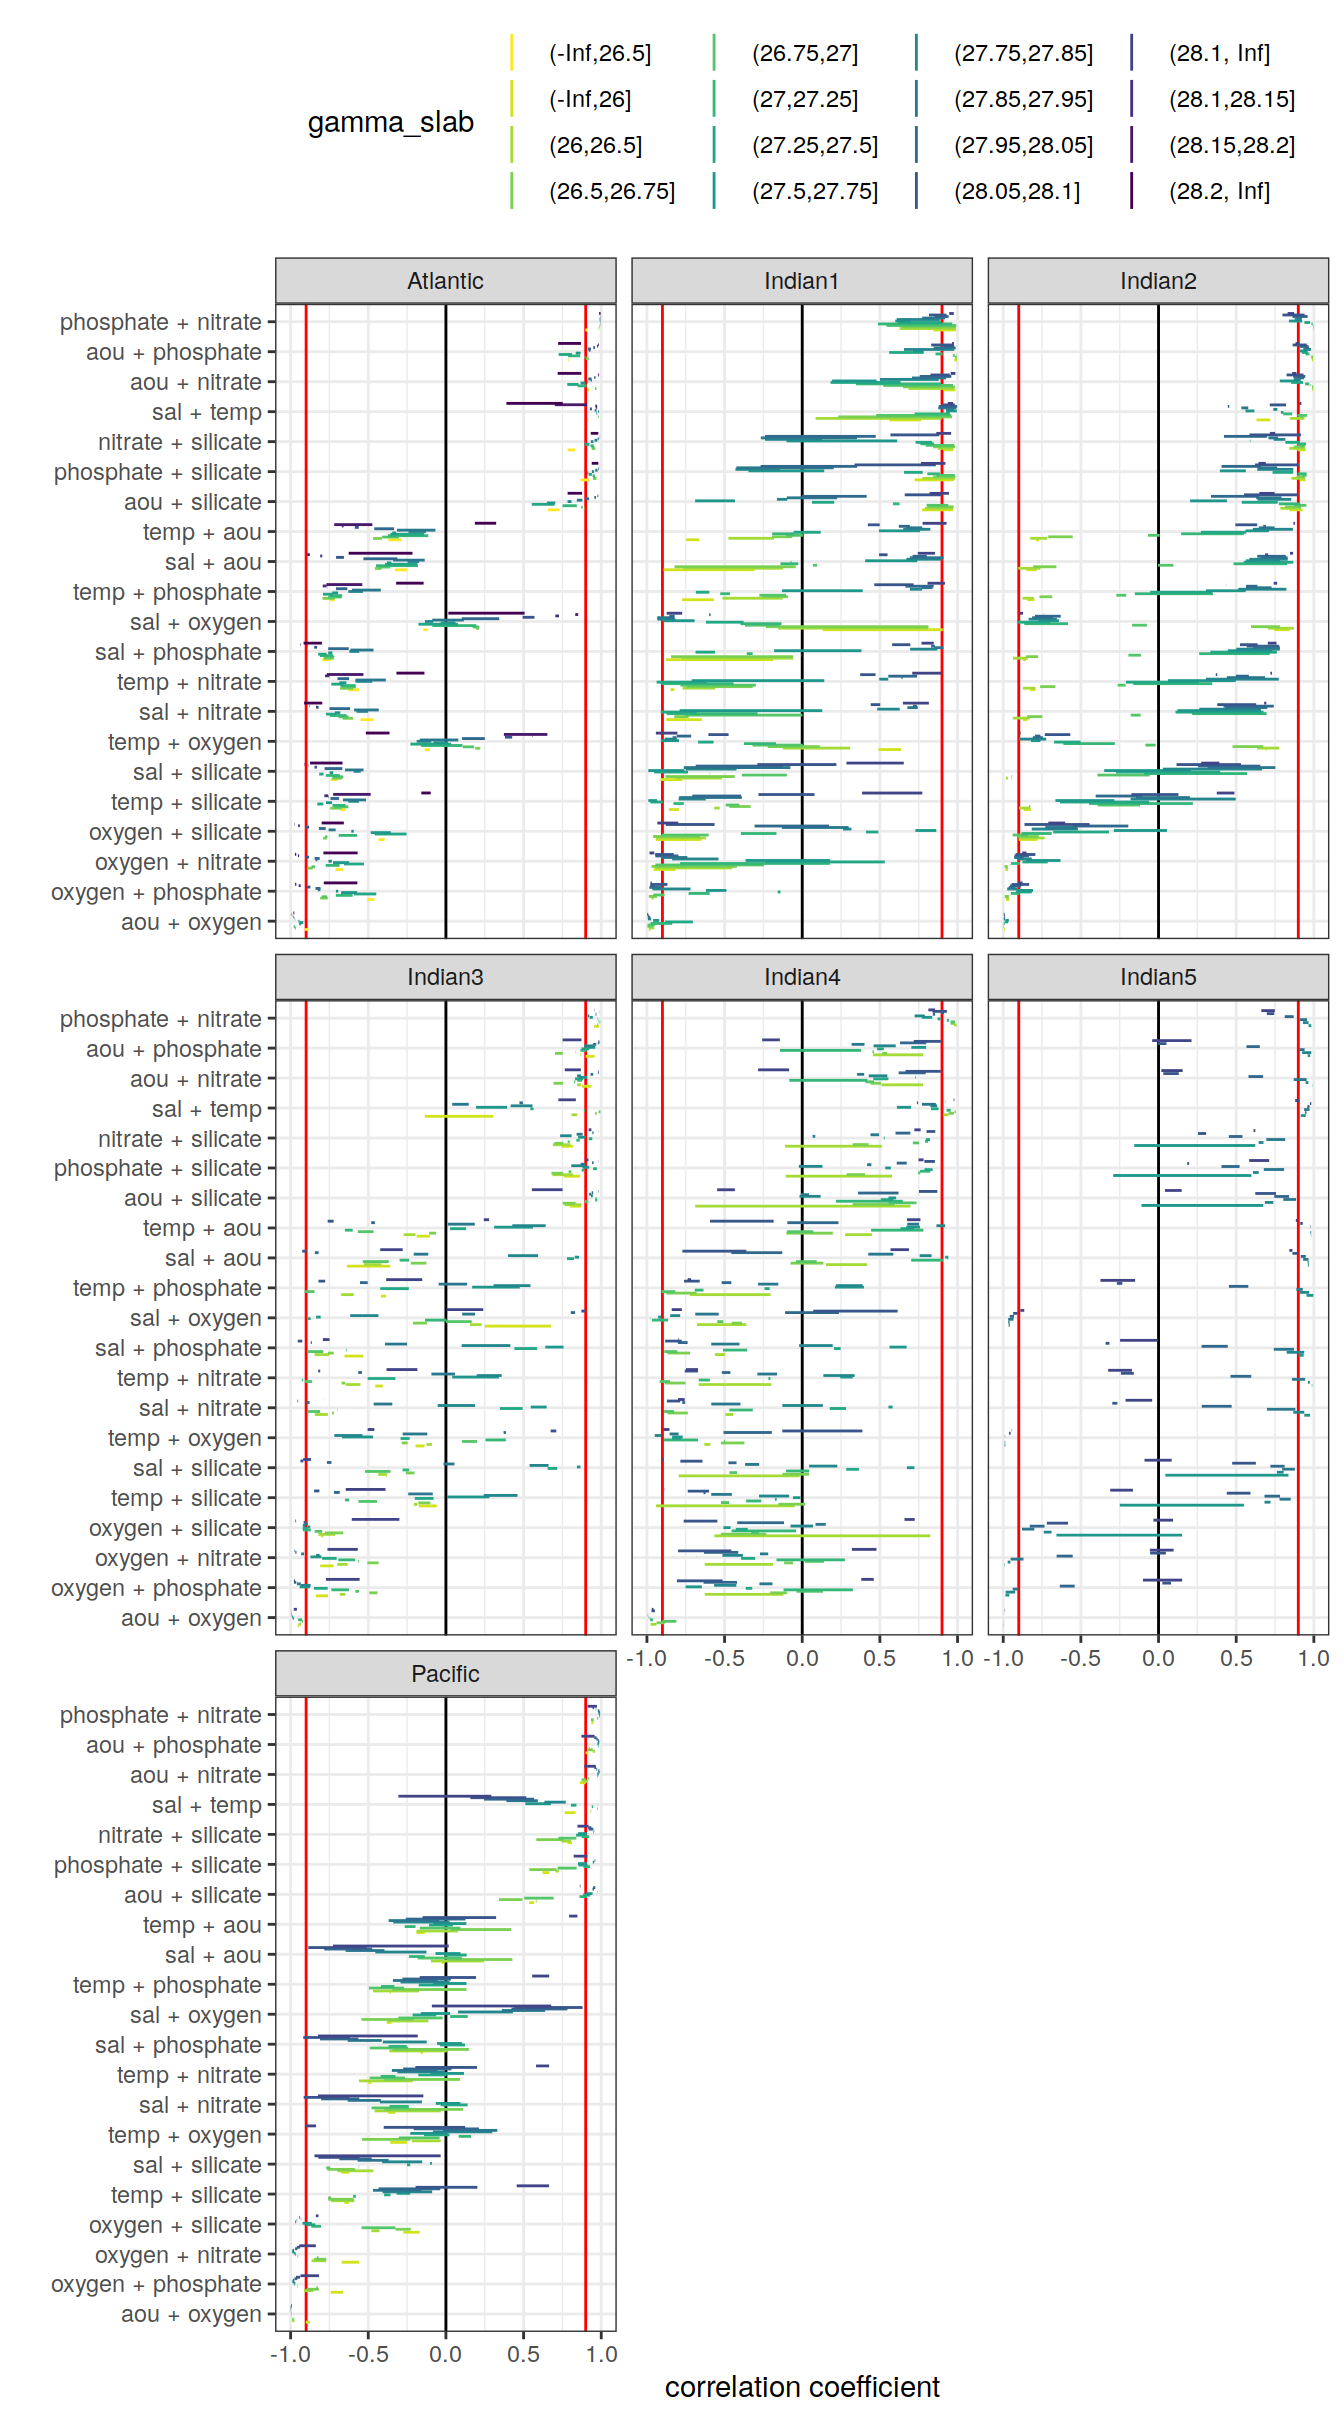 gamma_slab
(-Inf,26.5] (26.75,27] (27.75,27.85] (28.1, Inf]
(-Inf,26] (27,27.25] (27.85,27.95] (28.1,28.15]
(26,26.5] (27.25,27.5] (27.95,28.05] (28.15,28.2]
(26.5,26.75] (27.5,27.75] (28.05,28.1] (28.2, Inf]
Atlantic Indian1 Indian2
phosphate + nitrate
aou + phosphate
aou + nitrate
sal + temp
nitrate + silicate
phosphate + silicate
aou + silicate
temp + aou
sal + aou
temp + phosphate
sal + oxygen
sal + phosphate
temp + nitrate
sal + nitrate
temp + oxygen
sal + silicate
temp + silicate
oxygen + silicate
oxygen + nitrate
oxygen + phosphate
aou + oxygen
Indian3 Indian4 Indian5
phosphate + nitrate
aou + phosphate
aou + nitrate
sal + temp
nitrate + silicate
phosphate + silicate
aou + silicate
temp + aou
sal + aou
temp + phosphate
sal + oxygen
sal + phosphate
temp + nitrate
sal + nitrate
temp + oxygen
sal + silicate
temp + silicate
oxygen + silicate
oxygen + nitrate
oxygen + phosphate
aou + oxygen
-1.0 -0.5 0.0 0.5 1.0 -1.0 -0.5 0.0 0.5 1.0
Pacific
phosphate + nitrate
aou + phosphate
aou + nitrate
sal + temp
nitrate + silicate
phosphate + silicate
aou + silicate
temp + aou
sal + aou
temp + phosphate
sal + oxygen
sal + phosphate
temp + nitrate
sal + nitrate
temp + oxygen
sal + silicate
temp + silicate
oxygen + silicate
oxygen + nitrate
oxygen + phosphate
aou + oxygen
-1.0 -0.5 0.0 0.5 1.0
correlation coefficient